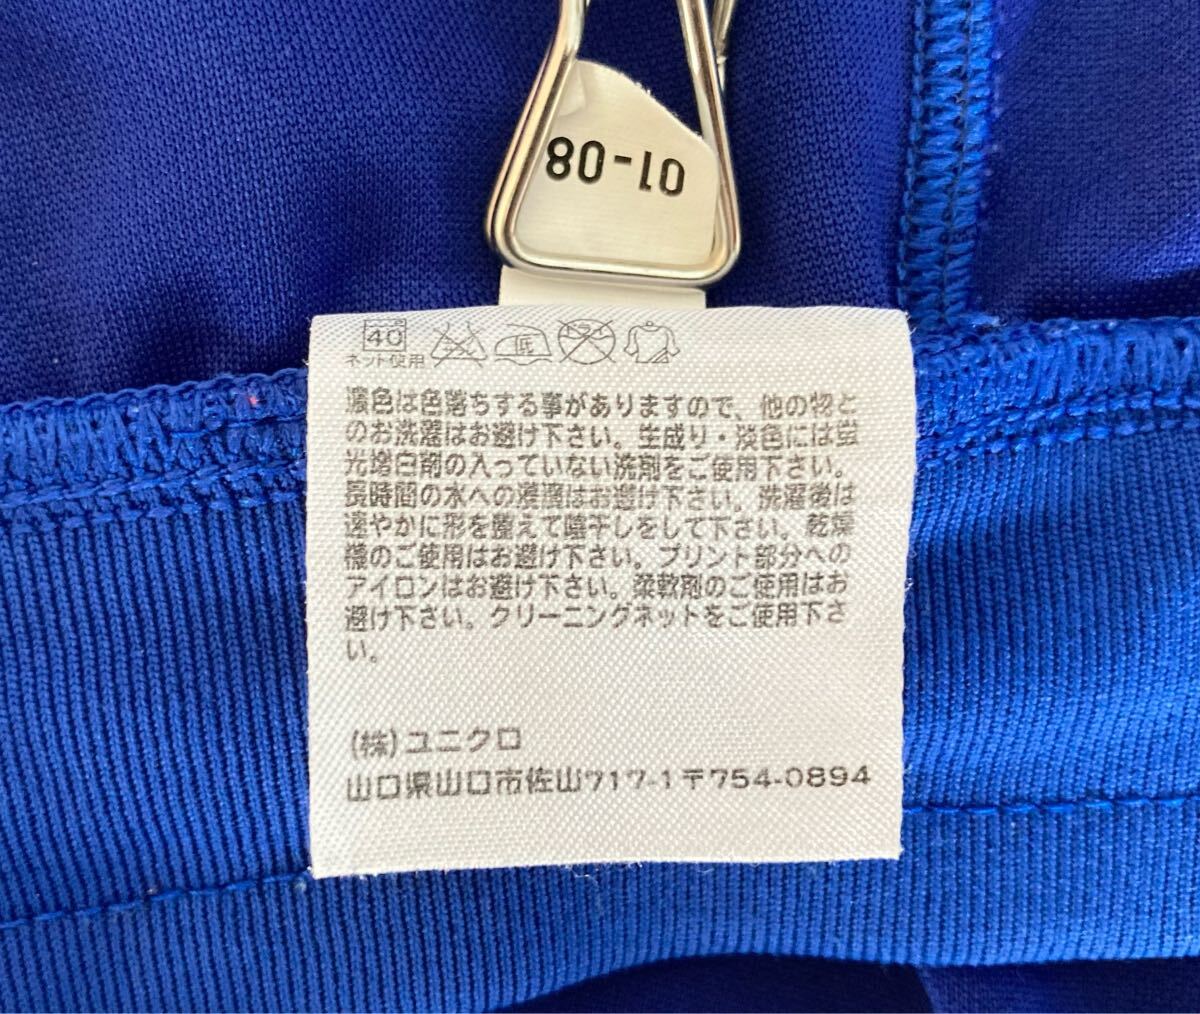 01-08
40
ネット使用
低
ドライ
濃色は色落ちする事がありますので、他の物と
のお洗濯はお避け下さい。生成り・淡色には蛍
光増白剤の入っていない洗剤をご使用下さい。
長時間の水への浸漬はお避け下さい。洗濯後は
速やかに形を整えて陰干しをして下さい。乾燥
機のご使用はお避け下さい。プリント部分への
アイロンはお避け下さい。柔軟剤のご使用はお
避け下さい。クリーニングネットをご使用下さ
い。
(株)ユニクロ
山口県山口市佐山717-1〒754-0894